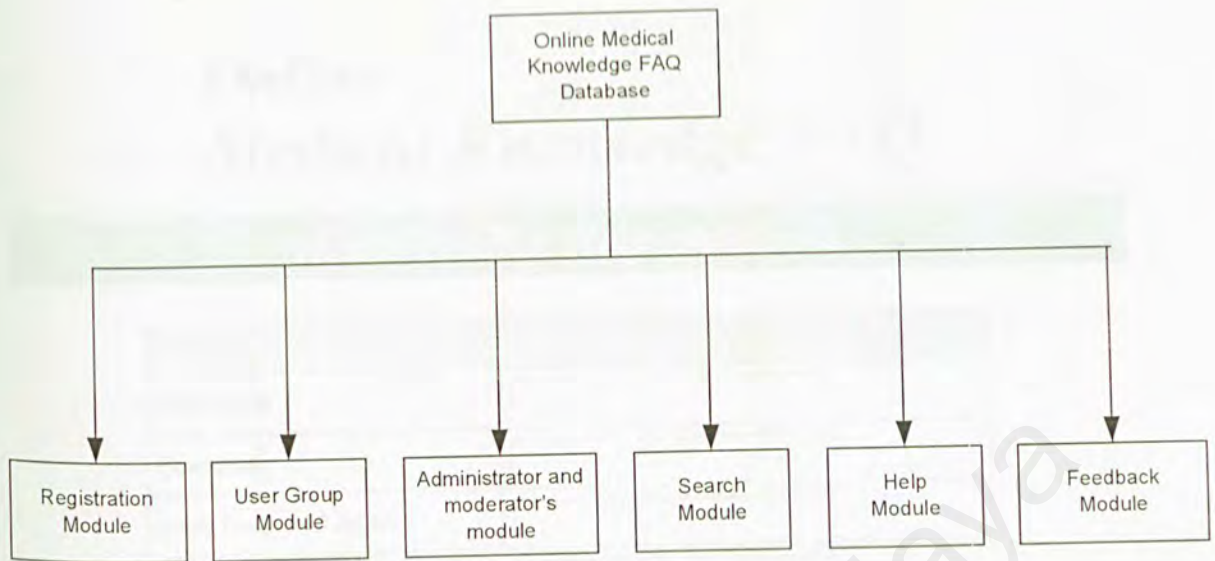 Online Medical
Knowledge FAQ
Database
Registration
Module
User Group
Module
Administrator and
moderator's
module
Search
Module
Help
Module
Feedback
Module